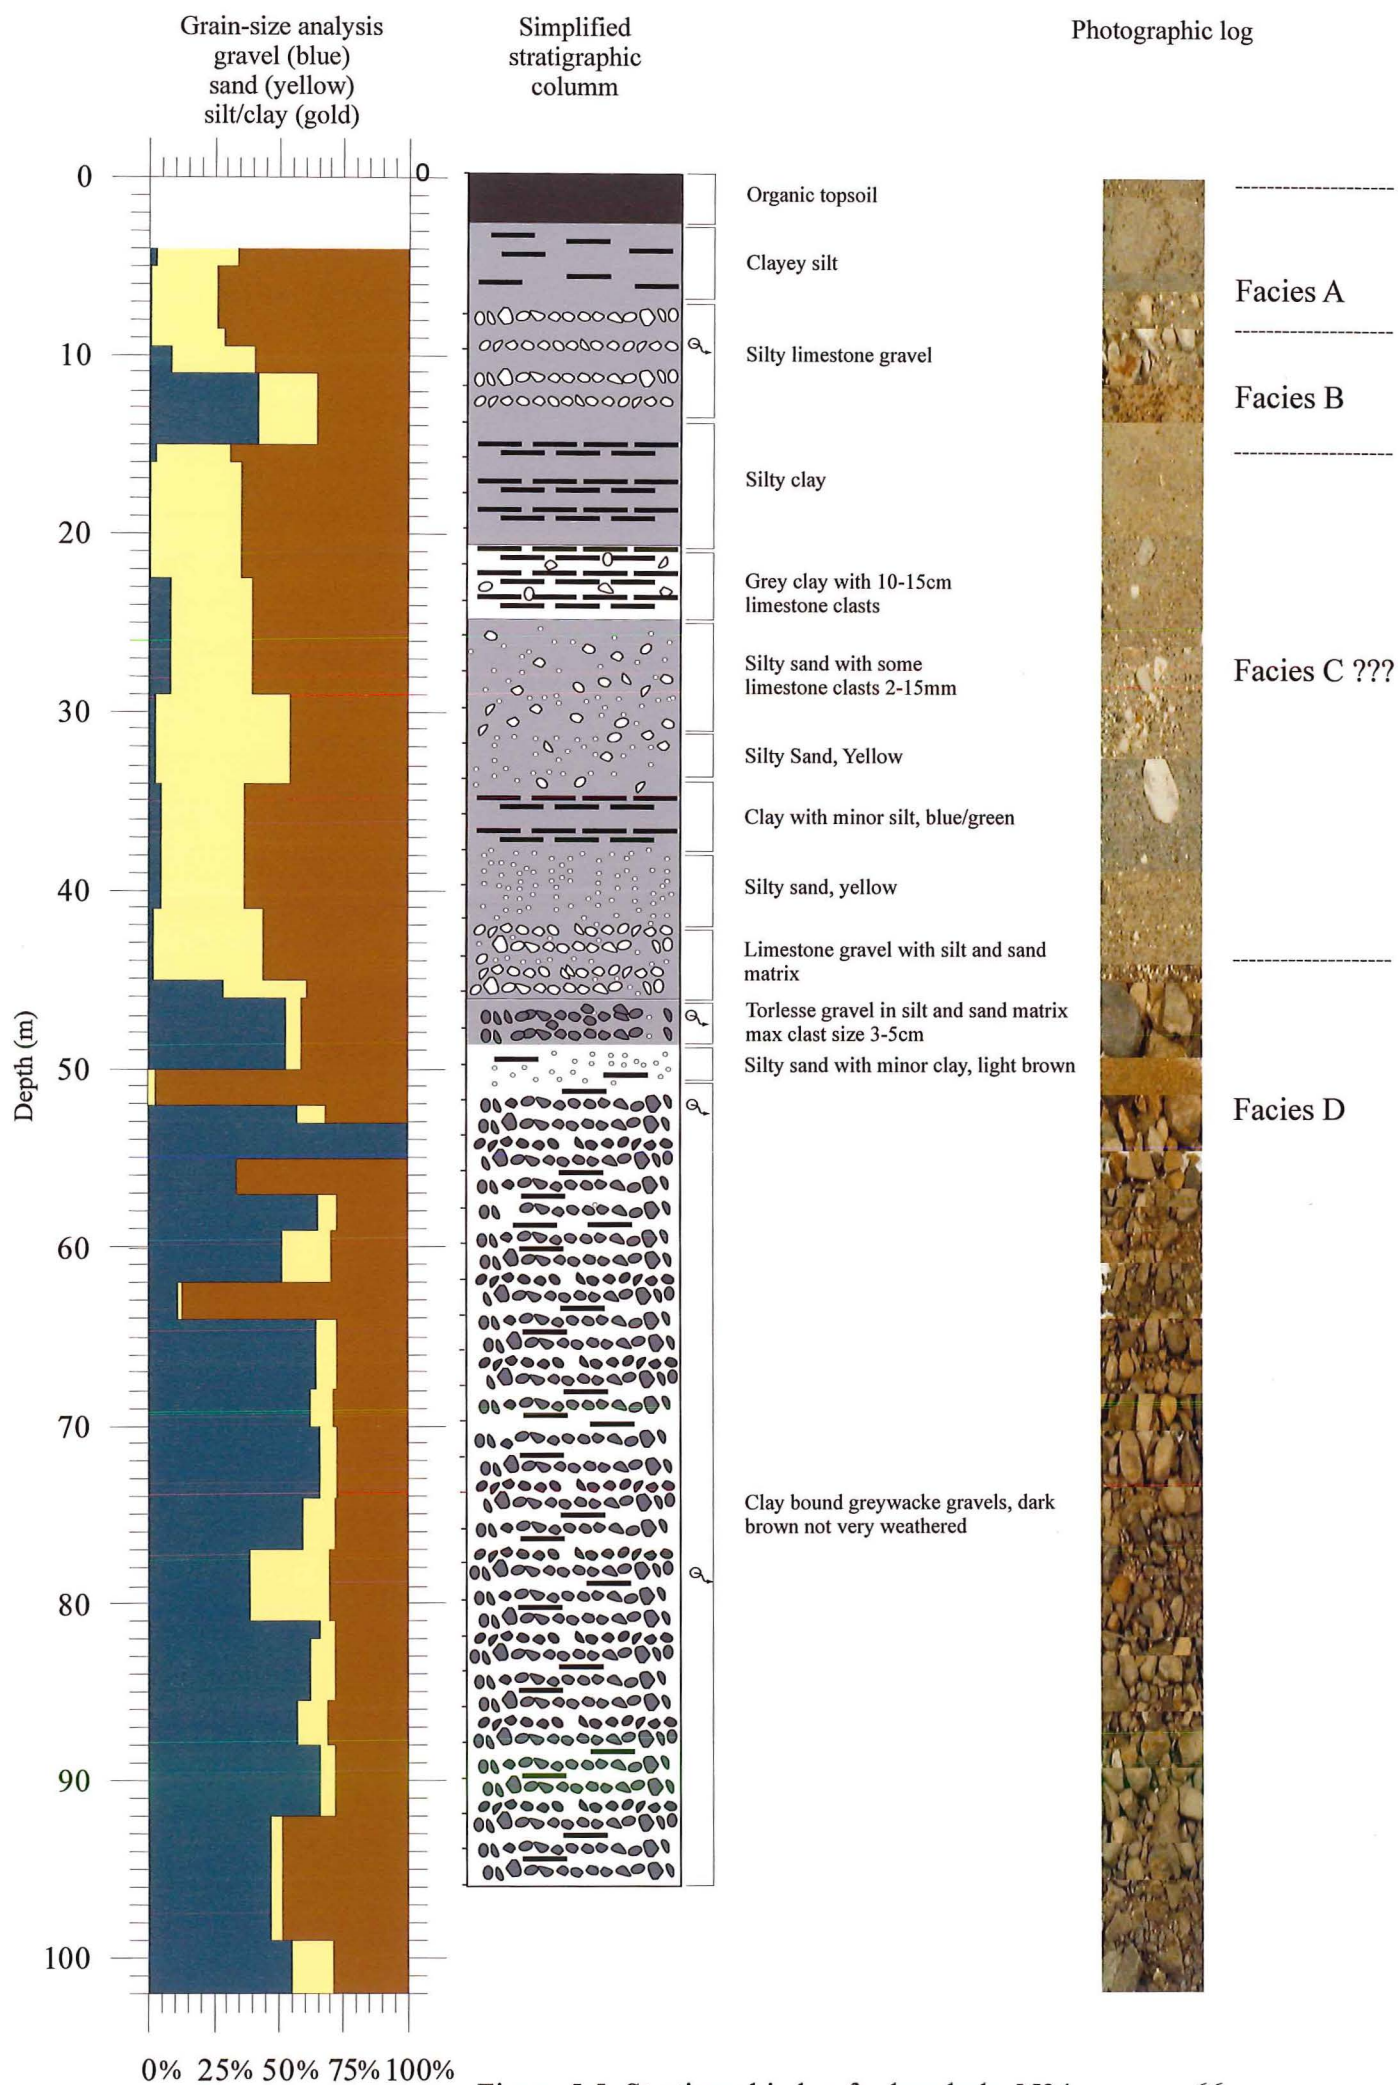 Grain-size analysis
gravel (blue)
sand (yellow)
silt/clay (gold)
Simplified
stratigraphic
columm
Photographic log
0
0
10
20
30
40
50
60
70
80
90
100
Depth (m)
0% 25% 50% 75% 100%
Organic topsoil
Clayey silt
Silty limestone gravel
Silty clay
Grey clay with 10-15cm
limestone clasts
Silty sand with some
limestone clasts 2-15mm
Silty Sand, Yellow
Clay with minor silt, blue/green
Silty sand, yellow
Limestone gravel with silt and sand
matrix
Torlesse gravel in silt and sand matrix
max clast size 3-5cm
Silty sand with minor clay, light brown
Clay bound greywacke gravels, dark
brown not very weathered
Facies A
Facies B
Facies C ???
Facies D